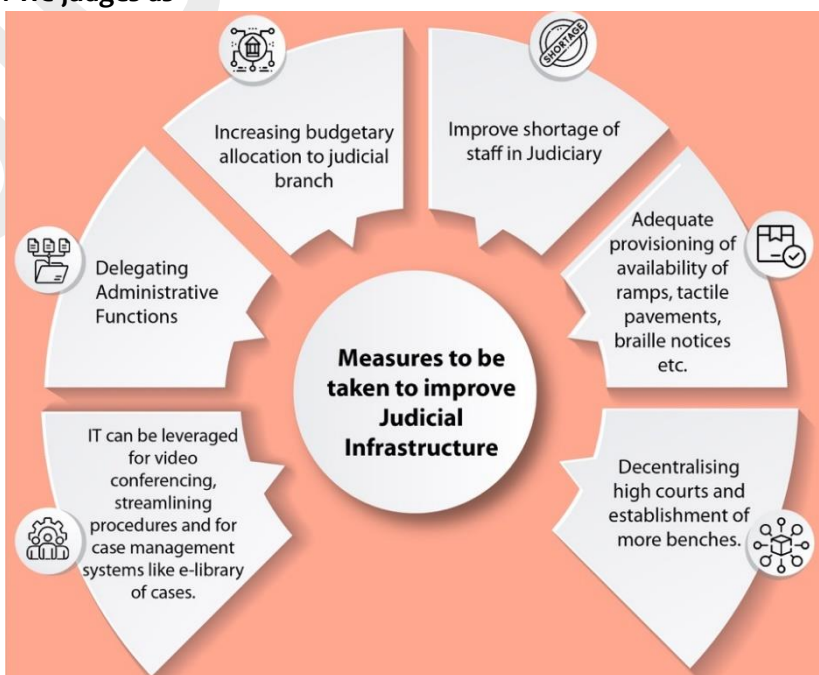 judges as
SHORTAGE
Increasing budgetary
allocation to judicial
branch
Improve shortage of
staff in Judiciary
Delegating
Administrative
Functions
Adequate
provisioning of
availability of
ramps, tactile
pavements,
braille notices
etc.
Measures to be
taken to improve
Judicial
Infrastructure
IT can be leveraged
for video
conferencing,
streamlining
procedures and for
case management
systems like e-library
of cases.
Decentralising
high courts and
establishment of
more benches.